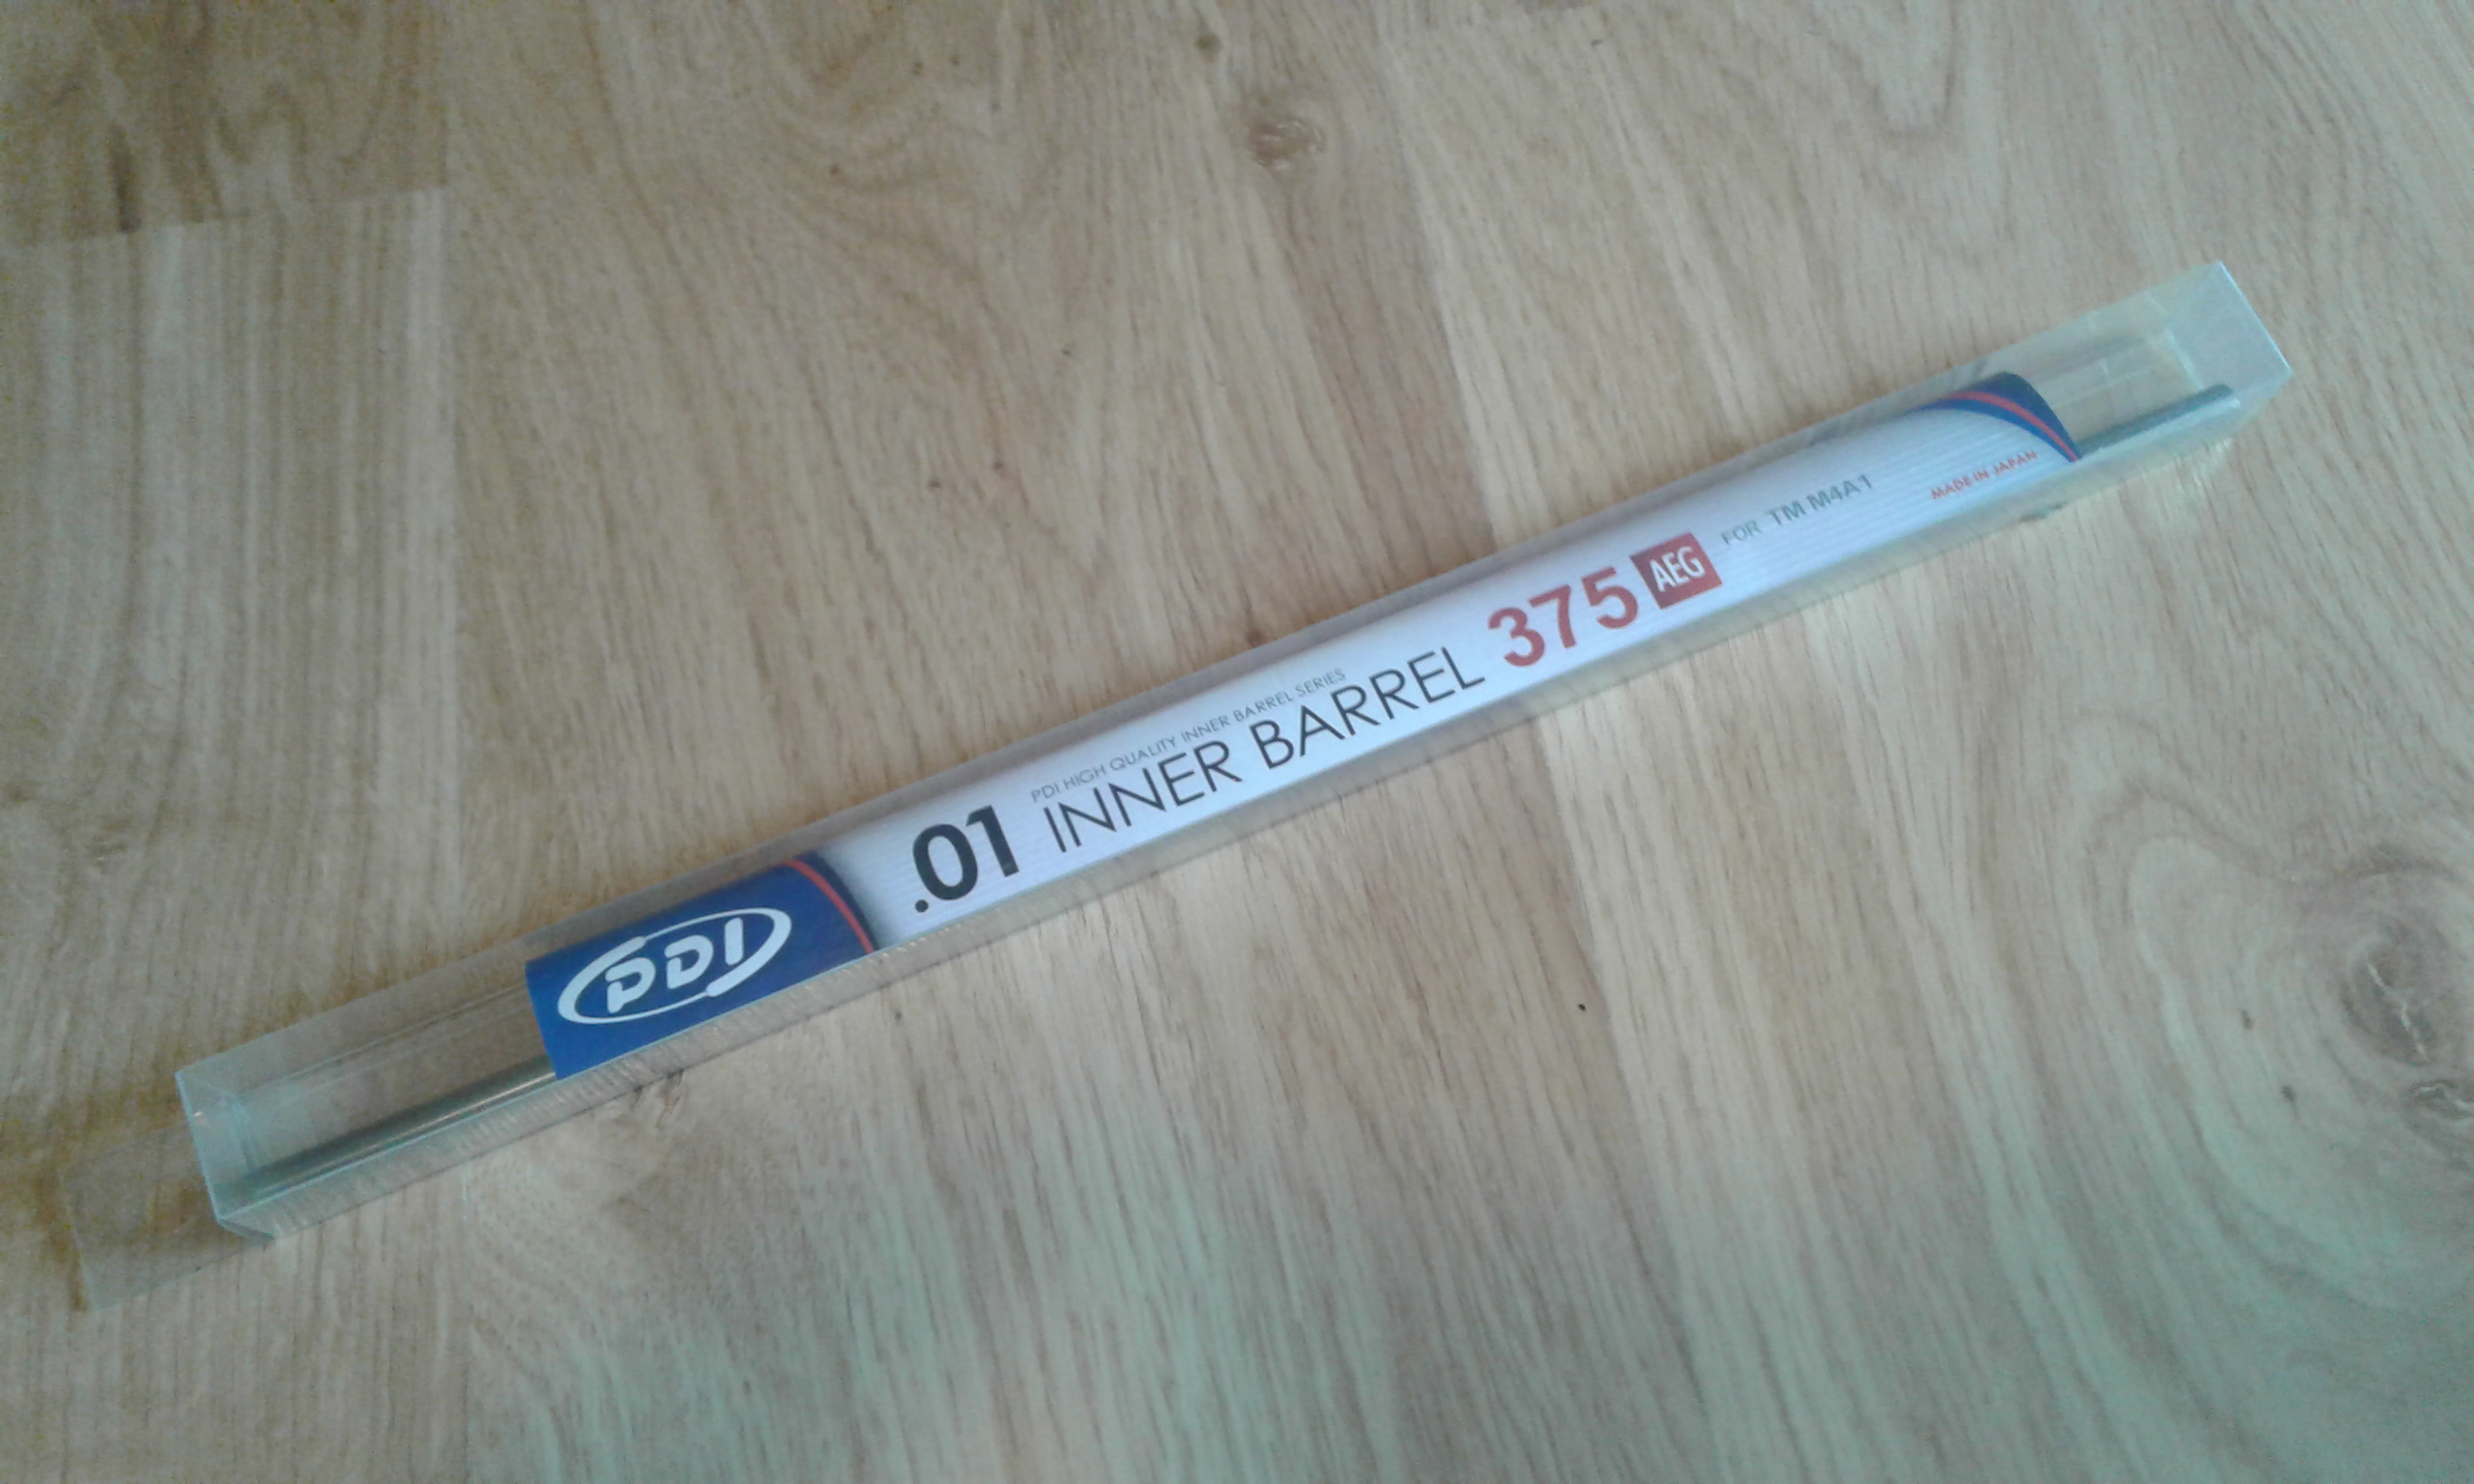 PDI
.01
PDI HIGH QUALITY INNER BARREL SERIES
INNER BARREL 375 AEG FOR TM M4A1
MADE IN JAPAN